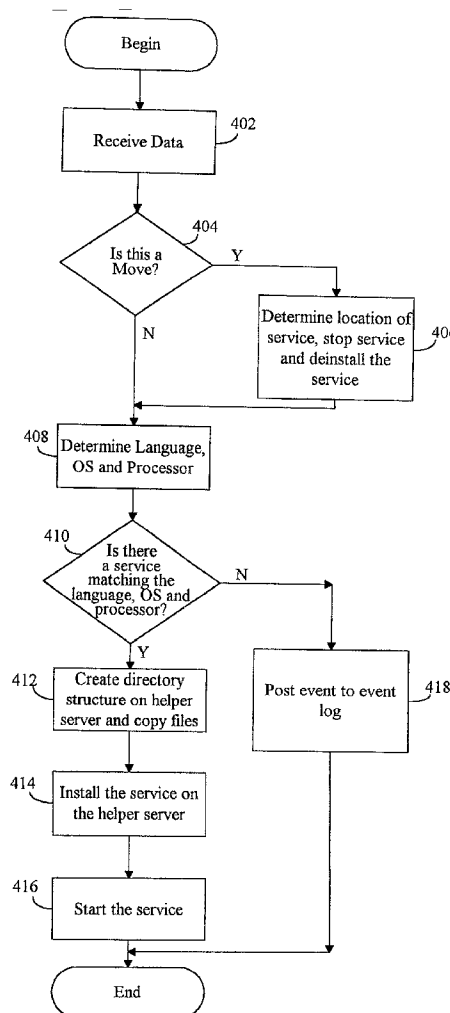 Begin
402
Receive Data
404
Is this a
Move?
Y
N
Determine location of
service, stop service
and deinstall the
service
408
Determine Language,
OS and Processor
410
Is there
a service
matching the
language, OS and
processor?
N
Y
412
Create directory
structure on helper
server and copy files
Post event to event
log
418
414
Install the service on
the helper server
416
Start the service
End